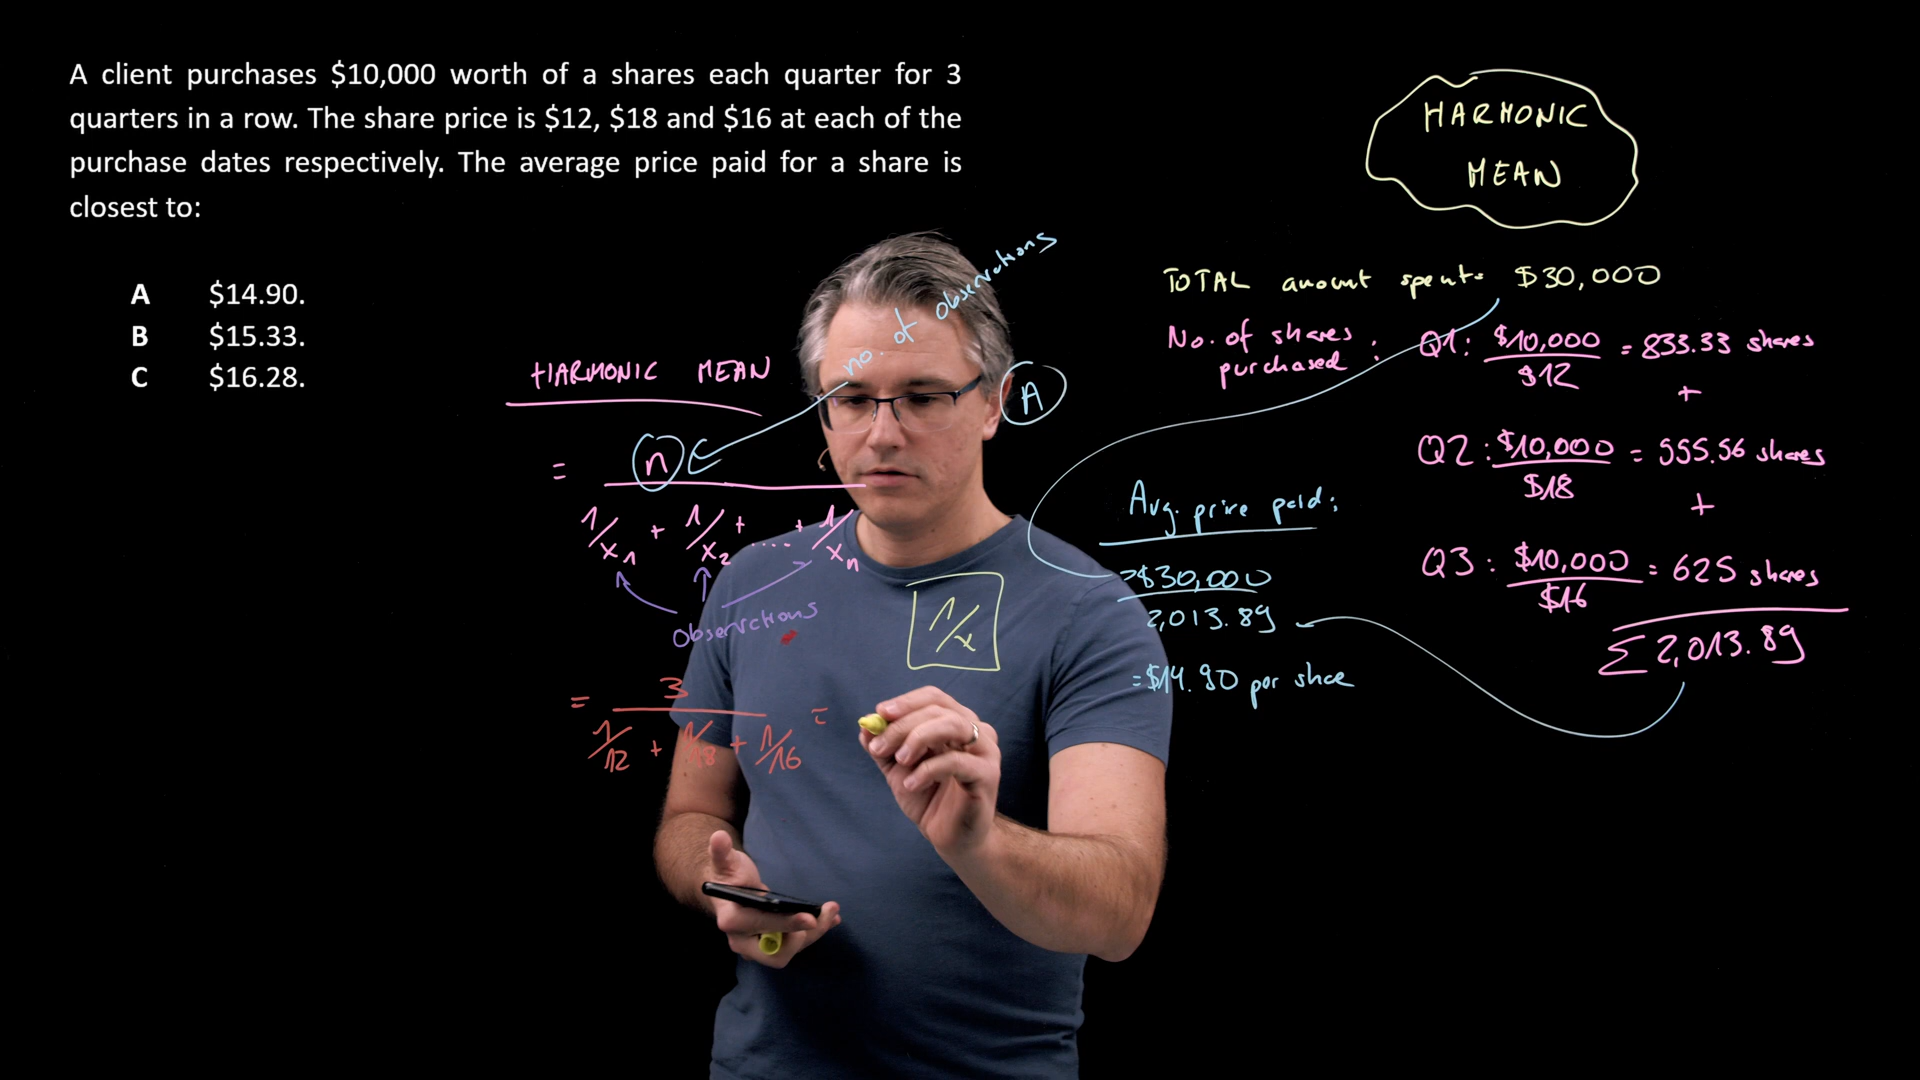 A client purchases $10,000 worth of a shares each quarter for 3
quarters in a row. The share price is $12, $18 and $16 at each of the
purchase dates respectively. The average price paid for a share is
closest to:
A $14.90.
B $15.33.
C $16.28.
HARMONIC
MEAN
TOTAL amount spent: $30,000
No. of shares
purchased :
Q1: $10,000
$12
= 833.33 shares
+
Q2: $10,000
$18
= 555.56 shares
+
Q3: $10,000
$16
= 625 shares
Σ 2,013.89
no. of observations
HARMONIC MEAN
A
= n
1/x1 + 1/x2 + .... + 1/xn
observations
1/x
= 3
1/12 + 1/18 + 1/16
=
Avg. price paid:
$30,000
2,013.89
= $14.90 per share